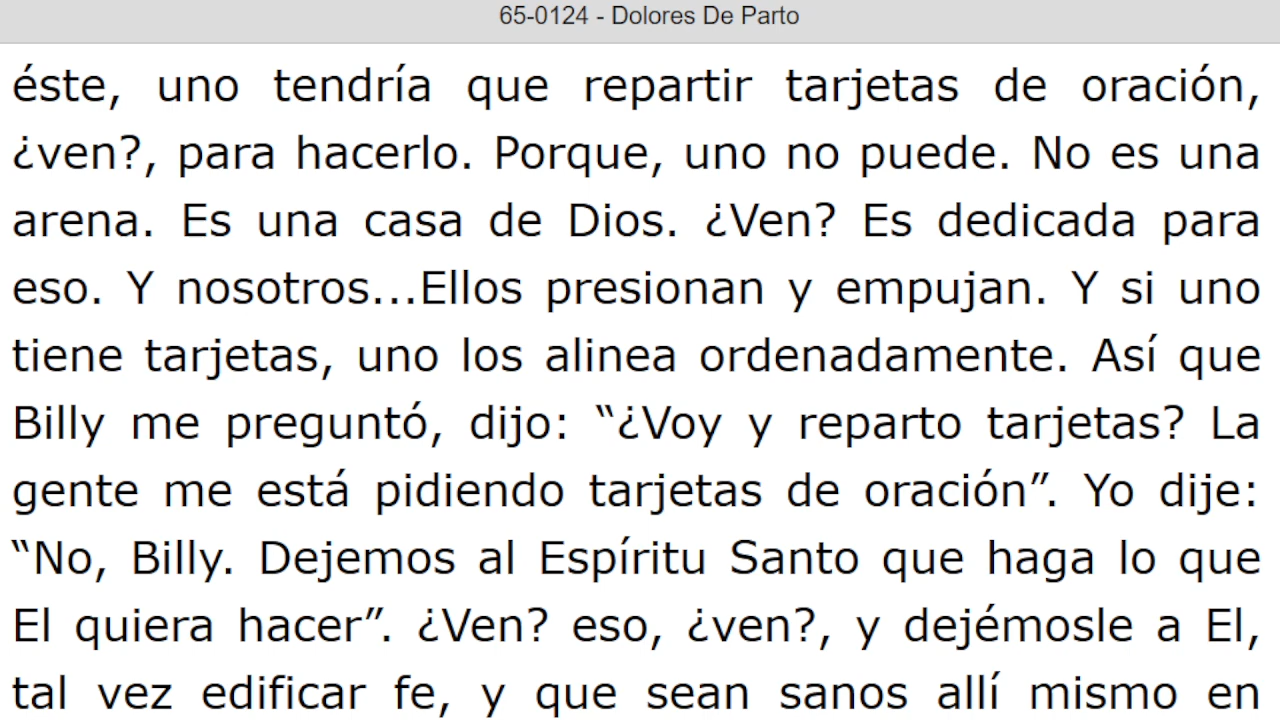 65-0124 - Dolores De Parto
éste, uno tendría que repartir tarjetas de oración,
¿ven?, para hacerlo. Porque, uno no puede. No es una
arena. Es una casa de Dios. ¿Ven? Es dedicada para
eso. Y nosotros...Ellos presionan y empujan. Y si uno
tiene tarjetas, uno los alinea ordenadamente. Así que
Billy me preguntó, dijo: “¿Voy y reparto tarjetas? La
gente me está pidiendo tarjetas de oración”. Yo dije:
“No, Billy. Dejemos al Espíritu Santo que haga lo que
El quiera hacer”. ¿Ven? eso, ¿ven?, y dejémosle a El,
tal vez edificar fe, y que sean sanos allí mismo en